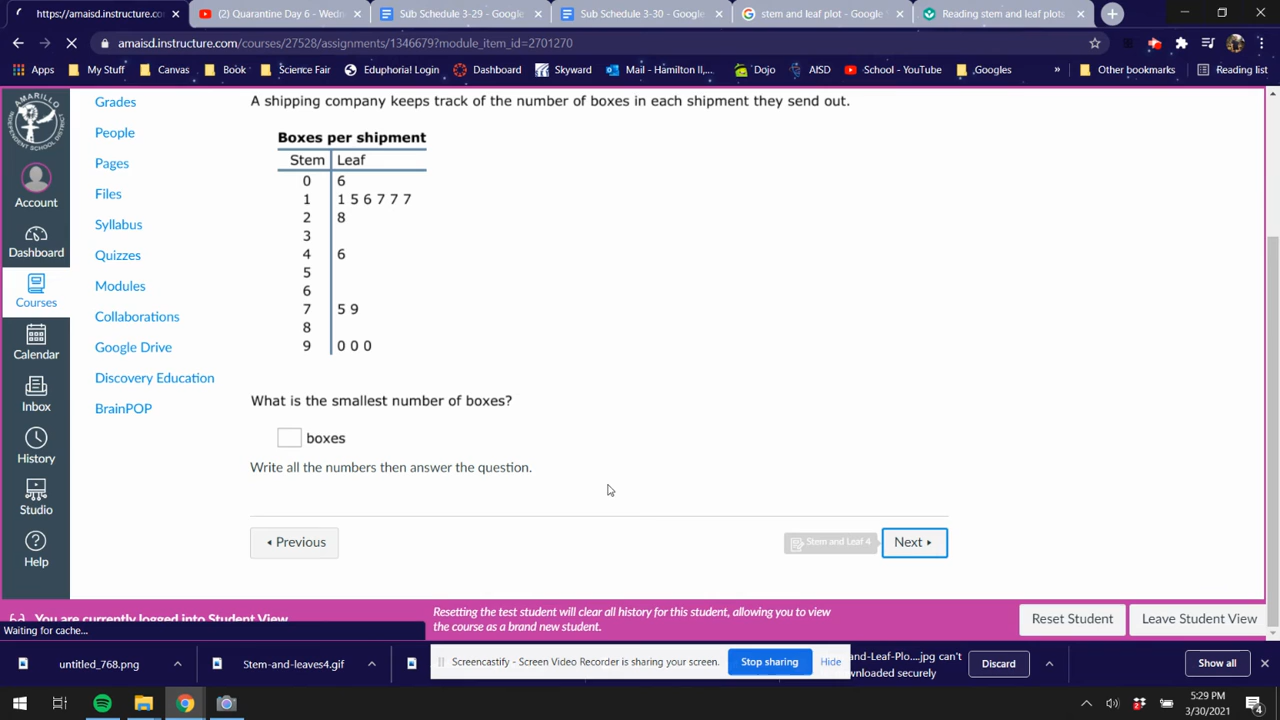 https://amaisd.instructure.com/cou
(2) Quarantine Day 6 - Wedn
Sub Schedule 3-29 - Google
Sub Schedule 3-30 - Google
stem and leaf plot - Google
Reading stem and leaf plots
amaisd.instructure.com/courses/27528/assignments/1346679?module_item_id=2701270
Apps My Stuff Canvas Book Science Fair Eduphoria! Login Dashboard Skyward Mail - Hamilton II,... Dojo AISD School - YouTube Googles » Other bookmarks Reading list
AMARILLO
INDEPENDENT SCHOOL DISTRICT
Account
Dashboard
Courses
Calendar
Inbox
History
Studio
Help
Grades
People
Pages
Files
Syllabus
Quizzes
Modules
Collaborations
Google Drive
Discovery Education
BrainPOP
A shipping company keeps track of the number of boxes in each shipment they send out.
Boxes per shipment
Stem Leaf
0 6
1 1 5 6 7 7 7
2 8
3
4 6
5
6
7 5 9
8
9 0 0 0
What is the smallest number of boxes?
boxes
Write all the numbers then answer the question.
Previous
Stem and Leaf 4
Next
You are currently logged into Student View
Resetting the test student will clear all history for this student, allowing you to view
the course as a brand new student.
Reset Student
Leave Student View
Waiting for cache...
untitled_768.png
Stem-and-leaves4.gif
Screencastify - Screen Video Recorder is sharing your screen.
Stop sharing
Hide
and-Leaf-Plo....jpg can't
wnloaded securely
Discard
Show all
5:29 PM
3/30/2021
4